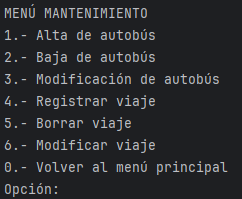 MENÚ MANTENIMIENTO
1.- Alta de autobús
2.- Baja de autobús
3.- Modificación de autobús
4.- Registrar viaje
5.- Borrar viaje
6.- Modificar viaje
0.- Volver al menú principal
Opción: